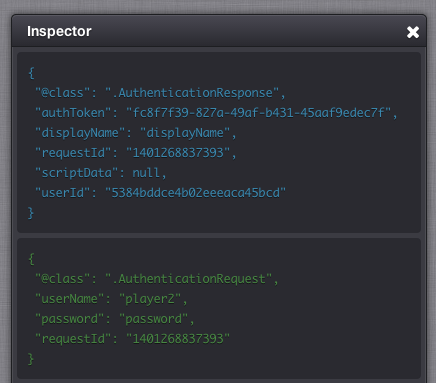 Inspector
{
"@class": ".AuthenticationResponse",
"authToken": "fc8f7f39-827a-49af-b431-45aaf9edec7f",
"displayName": "displayName",
"requestId": "1401268837393",
"scriptData": null,
"userId": "5384bddce4b02eeeaca45bcd"
}
{
"@class": ".AuthenticationRequest",
"userName": "player2",
"password": "password",
"requestId": "1401268837393"
}